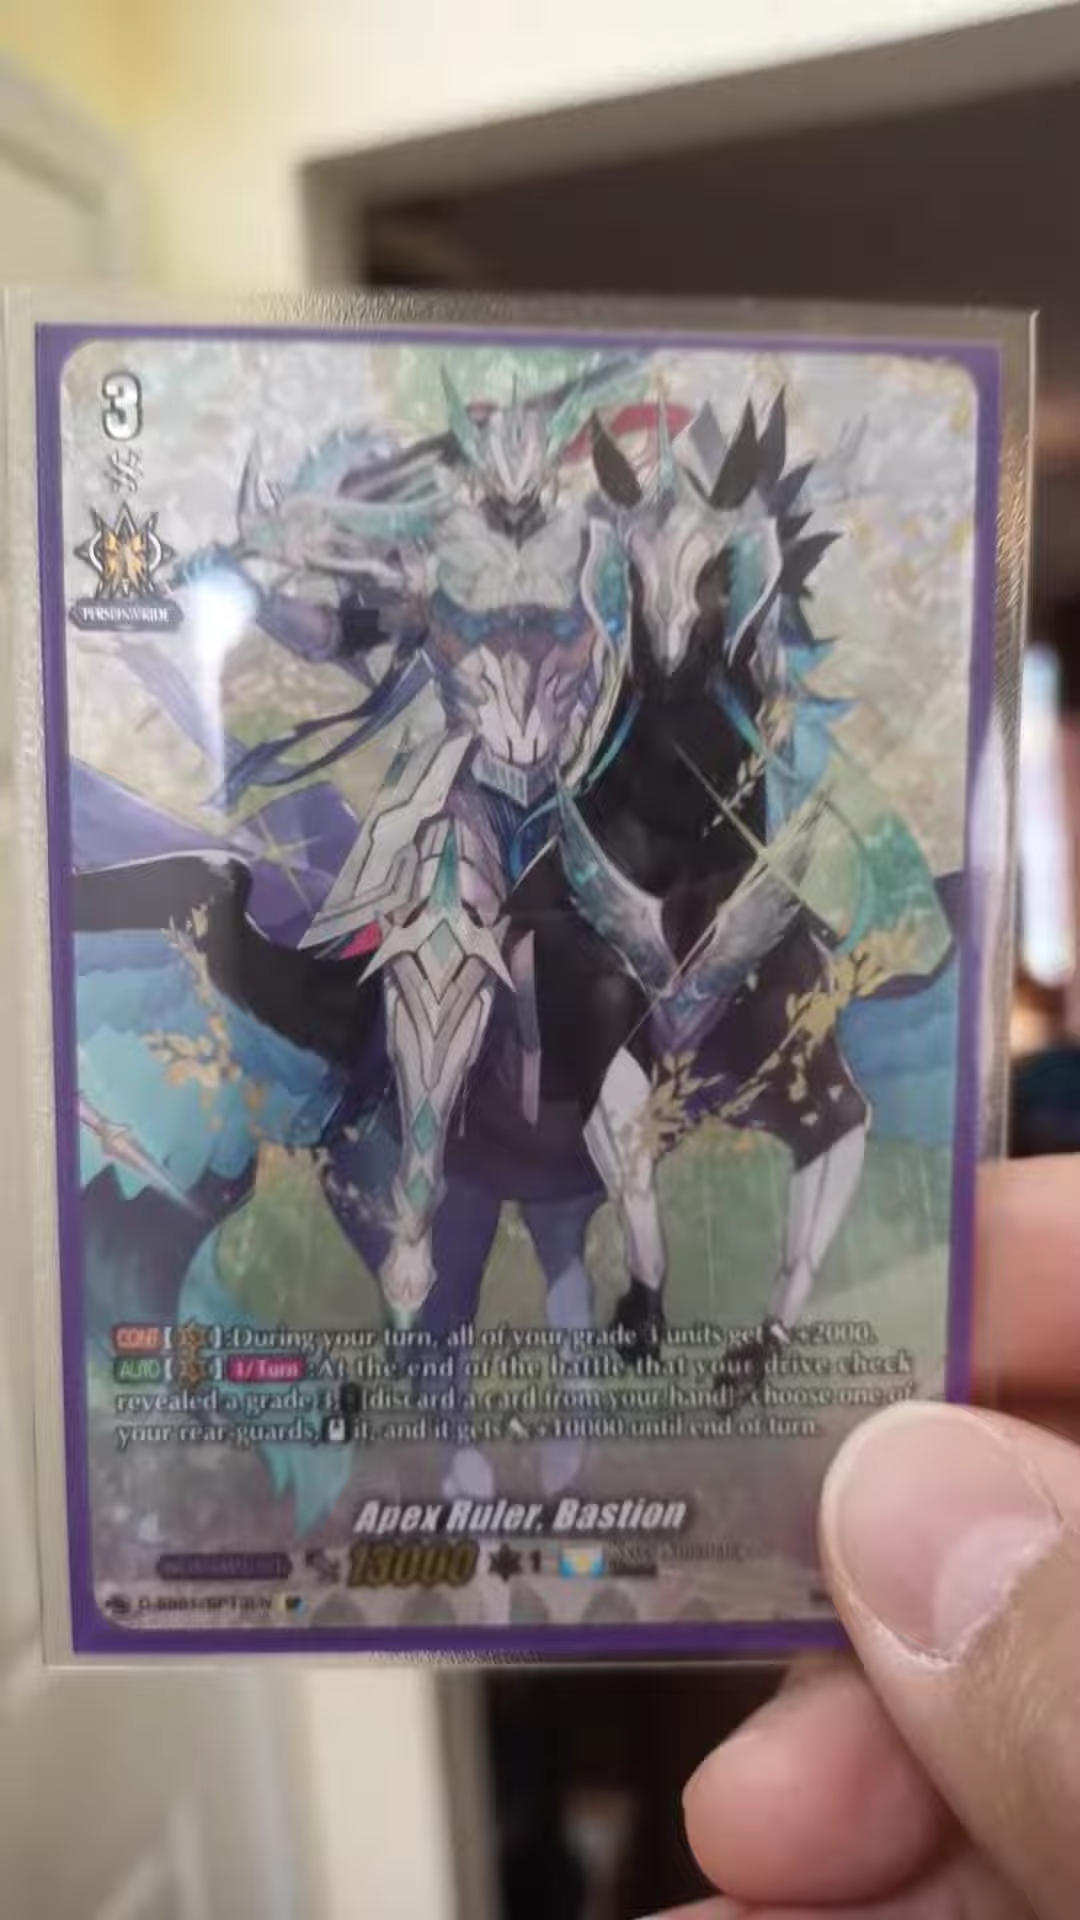 3
PERSONA RIDE
CONT【 】:During your turn, all of your grade 3 units get +2000.
AUTO【 】1/Turn:At the end of the battle that your drive check
revealed a grade 3, [discard a card from your hand], choose one of
your rear-guards, it, and it gets +10000 until end of turn.
Apex Ruler, Bastion
13000 1